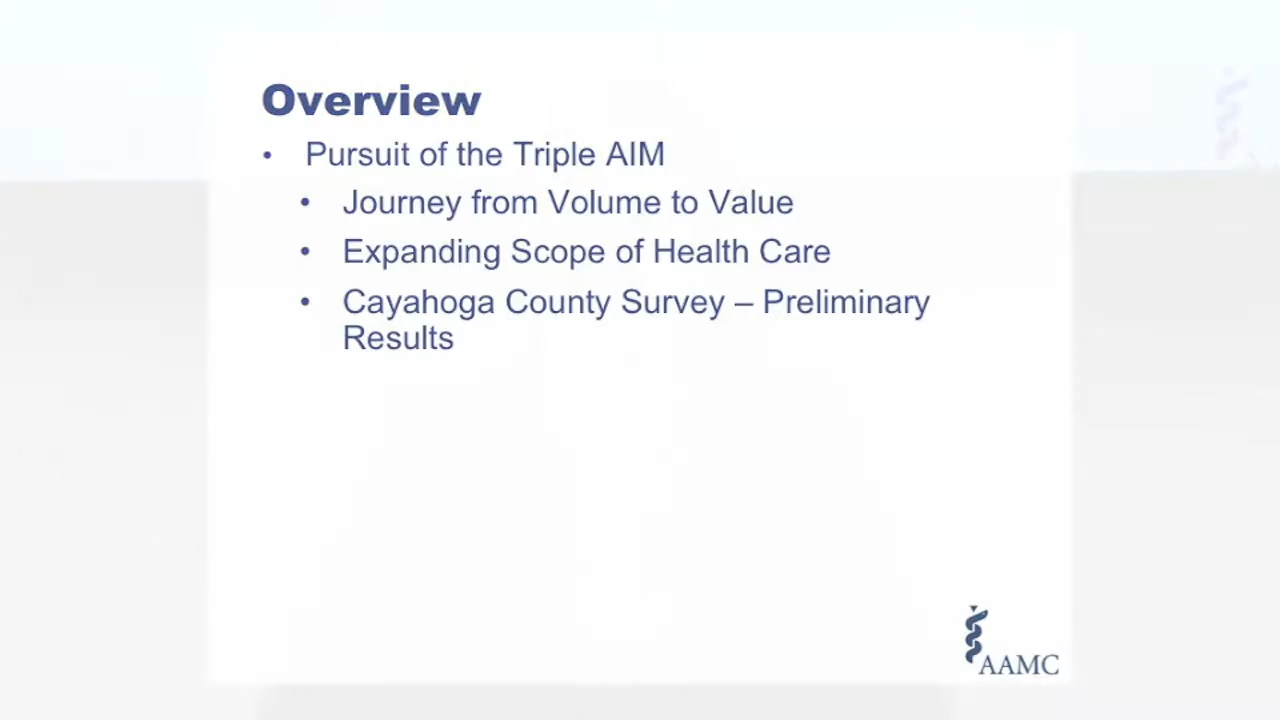 Overview
• Pursuit of the Triple AIM
• Journey from Volume to Value
• Expanding Scope of Health Care
• Cayahoga County Survey – Preliminary
Results
AAMC